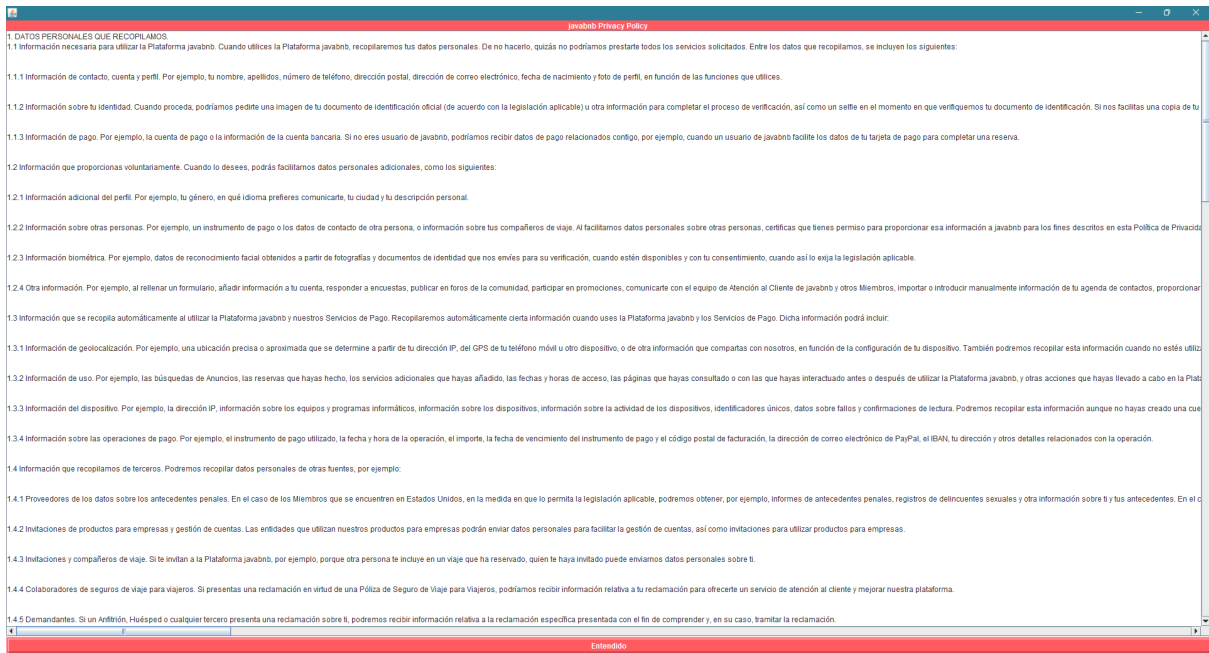 javabnb Privacy Policy
1. DATOS PERSONALES QUE RECOPILAMOS.
1.1 Información necesaria para utilizar la Plataforma javabnb. Cuando utilices la Plataforma javabnb, recopilaremos tus datos personales. De no hacerlo, quizás no podríamos prestarte todos los servicios solicitados. Entre los datos que recopilamos, se incluyen los siguientes:
1.1.1 Información de contacto, cuenta y perfil. Por ejemplo, tu nombre, apellidos, número de teléfono, dirección postal, dirección de correo electrónico, fecha de nacimiento y foto de perfil, en función de las funciones que utilices.
1.1.2 Información sobre tu identidad. Cuando proceda, podríamos pedirte una imagen de tu documento de identificación oficial (de acuerdo con la legislación aplicable) u otra información para completar el proceso de verificación, así como un selfie en el momento en que verifiquemos tu documento de identificación. Si nos facilitas una copia de tu
1.1.3 Información de pago. Por ejemplo, la cuenta de pago o la información de la cuenta bancaria. Si no eres usuario de javabnb, podríamos recibir datos de pago relacionados contigo, por ejemplo, cuando un usuario de javabnb facilite los datos de tu tarjeta de pago para completar una reserva.
1.2 Información que proporcionas voluntariamente. Cuando lo desees, podrás facilitarnos datos personales adicionales, como los siguientes:
1.2.1 Información adicional del perfil. Por ejemplo, tu género, en qué idioma prefieres comunicarte, tu ciudad y tu descripción personal.
1.2.2 Información sobre otras personas. Por ejemplo, un instrumento de pago o los datos de contacto de otra persona, o información sobre tus compañeros de viaje. Al facilitarnos datos personales sobre otras personas, certificas que tienes permiso para proporcionar esa información a javabnb para los fines descritos en esta Política de Privacida
1.2.3 Información biométrica. Por ejemplo, datos de reconocimiento facial obtenidos a partir de fotografías y documentos de identidad que nos envíes para su verificación, cuando estén disponibles y con tu consentimiento, cuando así lo exija la legislación aplicable.
1.2.4 Otra información. Por ejemplo, al rellenar un formulario, añadir información a tu cuenta, responder a encuestas, publicar en foros de la comunidad, participar en promociones, comunicarte con el equipo de Atención al Cliente de javabnb y otros Miembros, importar o introducir manualmente información de tu agenda de contactos, proporcionar
1.3 Información que se recopila automáticamente al utilizar la Plataforma javabnb y nuestros Servicios de Pago. Recopilaremos automáticamente cierta información cuando uses la Plataforma javabnb y los Servicios de Pago. Dicha información podrá incluir:
1.3.1 Información de geolocalización. Por ejemplo, una ubicación precisa o aproximada que se determine a partir de tu dirección IP, del GPS de tu teléfono móvil u otro dispositivo, o de otra información que compartas con nosotros, en función de la configuración de tu dispositivo. También podremos recopilar esta información cuando no estés utiliz
1.3.2 Información de uso. Por ejemplo, las búsquedas de Anuncios, las reservas que hayas hecho, los servicios adicionales que hayas añadido, las fechas y horas de acceso, las páginas que hayas consultado o con las que hayas interactuado antes o después de utilizar la Plataforma javabnb, y otras acciones que hayas llevado a cabo en la Plata
1.3.3 Información del dispositivo. Por ejemplo, la dirección IP, información sobre los equipos y programas informáticos, información sobre los dispositivos, información sobre la actividad de los dispositivos, identificadores únicos, datos sobre fallos y confirmaciones de lectura. Podremos recopilar esta información aunque no hayas creado una cue
1.3.4 Información sobre las operaciones de pago. Por ejemplo, el instrumento de pago utilizado, la fecha y hora de la operación, el importe, la fecha de vencimiento del instrumento de pago y el código postal de facturación, la dirección de correo electrónico de PayPal, el IBAN, tu dirección y otros detalles relacionados con la operación.
1.4 Información que recopilamos de terceros. Podremos recopilar datos personales de otras fuentes, por ejemplo:
1.4.1 Proveedores de los datos sobre los antecedentes penales. En el caso de los Miembros que se encuentren en Estados Unidos, en la medida en que lo permita la legislación aplicable, podremos obtener, por ejemplo, informes de antecedentes penales, registros de delincuentes sexuales y otra información sobre ti y tus antecedentes. En el c
1.4.2 Invitaciones de productos para empresas y gestión de cuentas. Las entidades que utilizan nuestros productos para empresas podrán enviar datos personales para facilitar la gestión de cuentas, así como invitaciones para utilizar productos para empresas.
1.4.3 Invitaciones y compañeros de viaje. Si te invitan a la Plataforma javabnb, por ejemplo, porque otra persona te incluye en un viaje que ha reservado, quien te haya invitado puede enviarnos datos personales sobre ti.
1.4.4 Colaboradores de seguros de viaje para viajeros. Si presentas una reclamación en virtud de una Póliza de Seguro de Viaje para Viajeros, podríamos recibir información relativa a tu reclamación para ofrecerte un servicio de atención al cliente y mejorar nuestra plataforma.
1.4.5 Demandantes. Si un Anfitrión, Huésped o cualquier tercero presenta una reclamación sobre ti, podremos recibir información relativa a la reclamación específica presentada con el fin de comprender y, en su caso, tramitar la reclamación.
Entendido